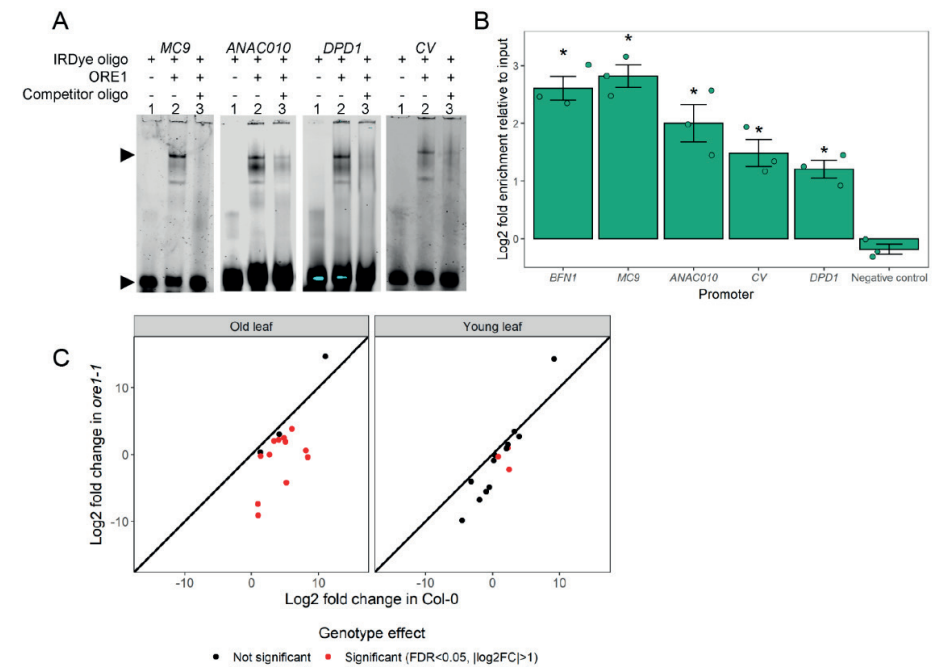 A
MC9 ANAC010 DPD1 CV
IRDye oligo + + + + + + + + + + + +
ORE1 - + + - + + - + + - + +
Competitor oligo - - + - - + - - + - - +
1 2 3 1 2 3 1 2 3 1 2 3
B
Log2 fold enrichment relative to input
3
2
1
0
* * * * *
BFN1 MC9 ANAC010 CV DPD1 Negative control
Promoter
C
Old leaf Young leaf
Log2 fold change in ore1-1
10
0
-10
-10 0 10 -10 0 10
Log2 fold change in Col-0
Genotype effect
Not significant Significant (FDR<0.05, |log2FC|>1)